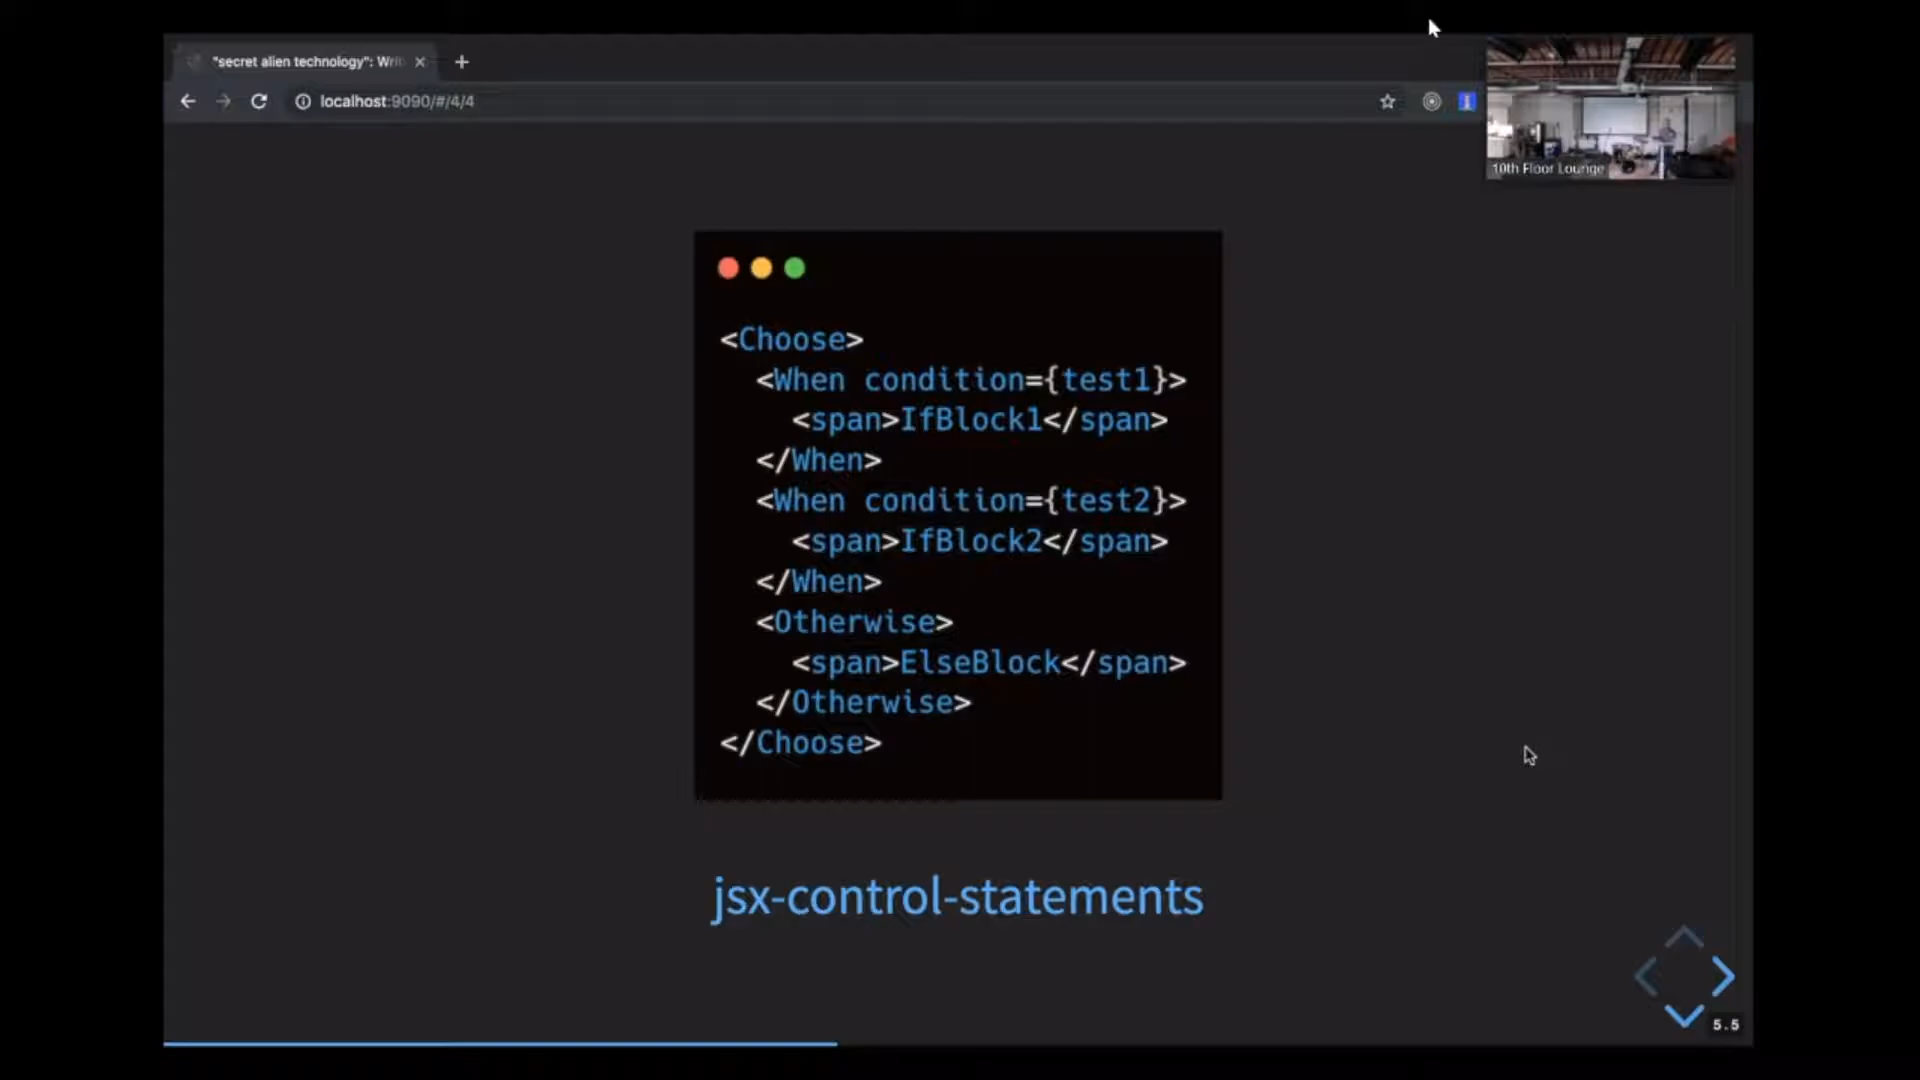 "secret alien technology": Writ
localhost:9090/#/4/4
10th Floor Lounge
<Choose>
  <When condition={test1}>
    <span>IfBlock1</span>
  </When>
  <When condition={test2}>
    <span>IfBlock2</span>
  </When>
  <Otherwise>
    <span>ElseBlock</span>
  </Otherwise>
</Choose>
jsx-control-statements
5.5